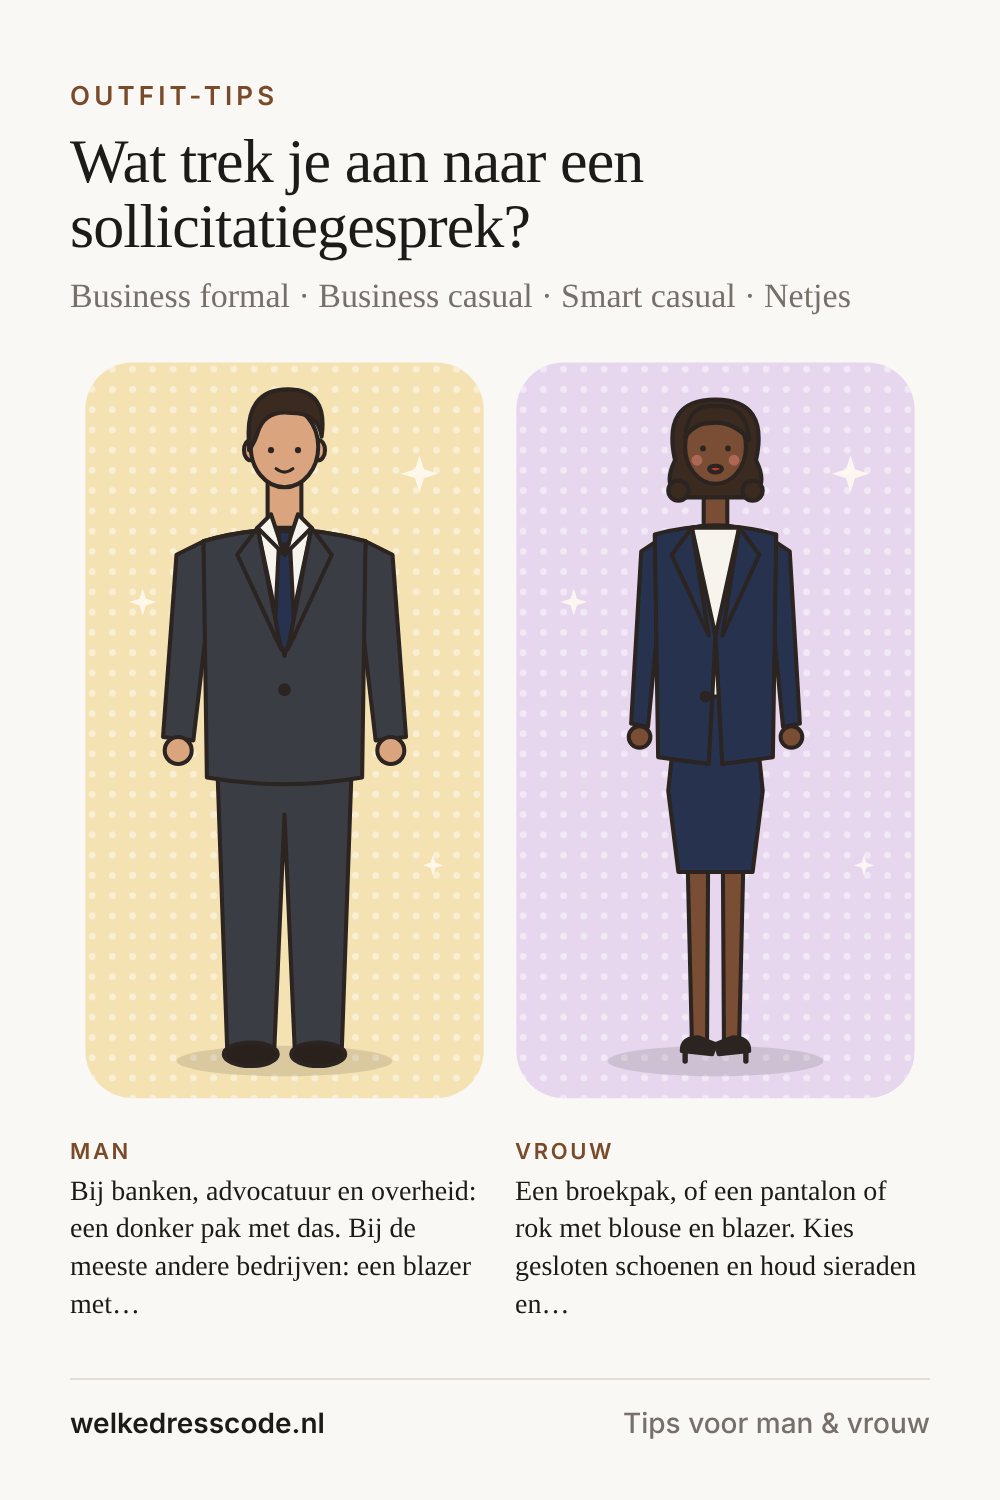 OUTFIT-TIPS
Wat trek je aan naar een
sollicitatiegesprek?
Business formal · Business casual · Smart casual · Netjes
MAN
Bij banken, advocatuur en overheid:
een donker pak met das. Bij de
meeste andere bedrijven: een blazer
met…
VROUW
Een broekpak, of een pantalon of
rok met blouse en blazer. Kies
gesloten schoenen en houd sieraden
en…
welkedresscode.nl
Tips voor man & vrouw